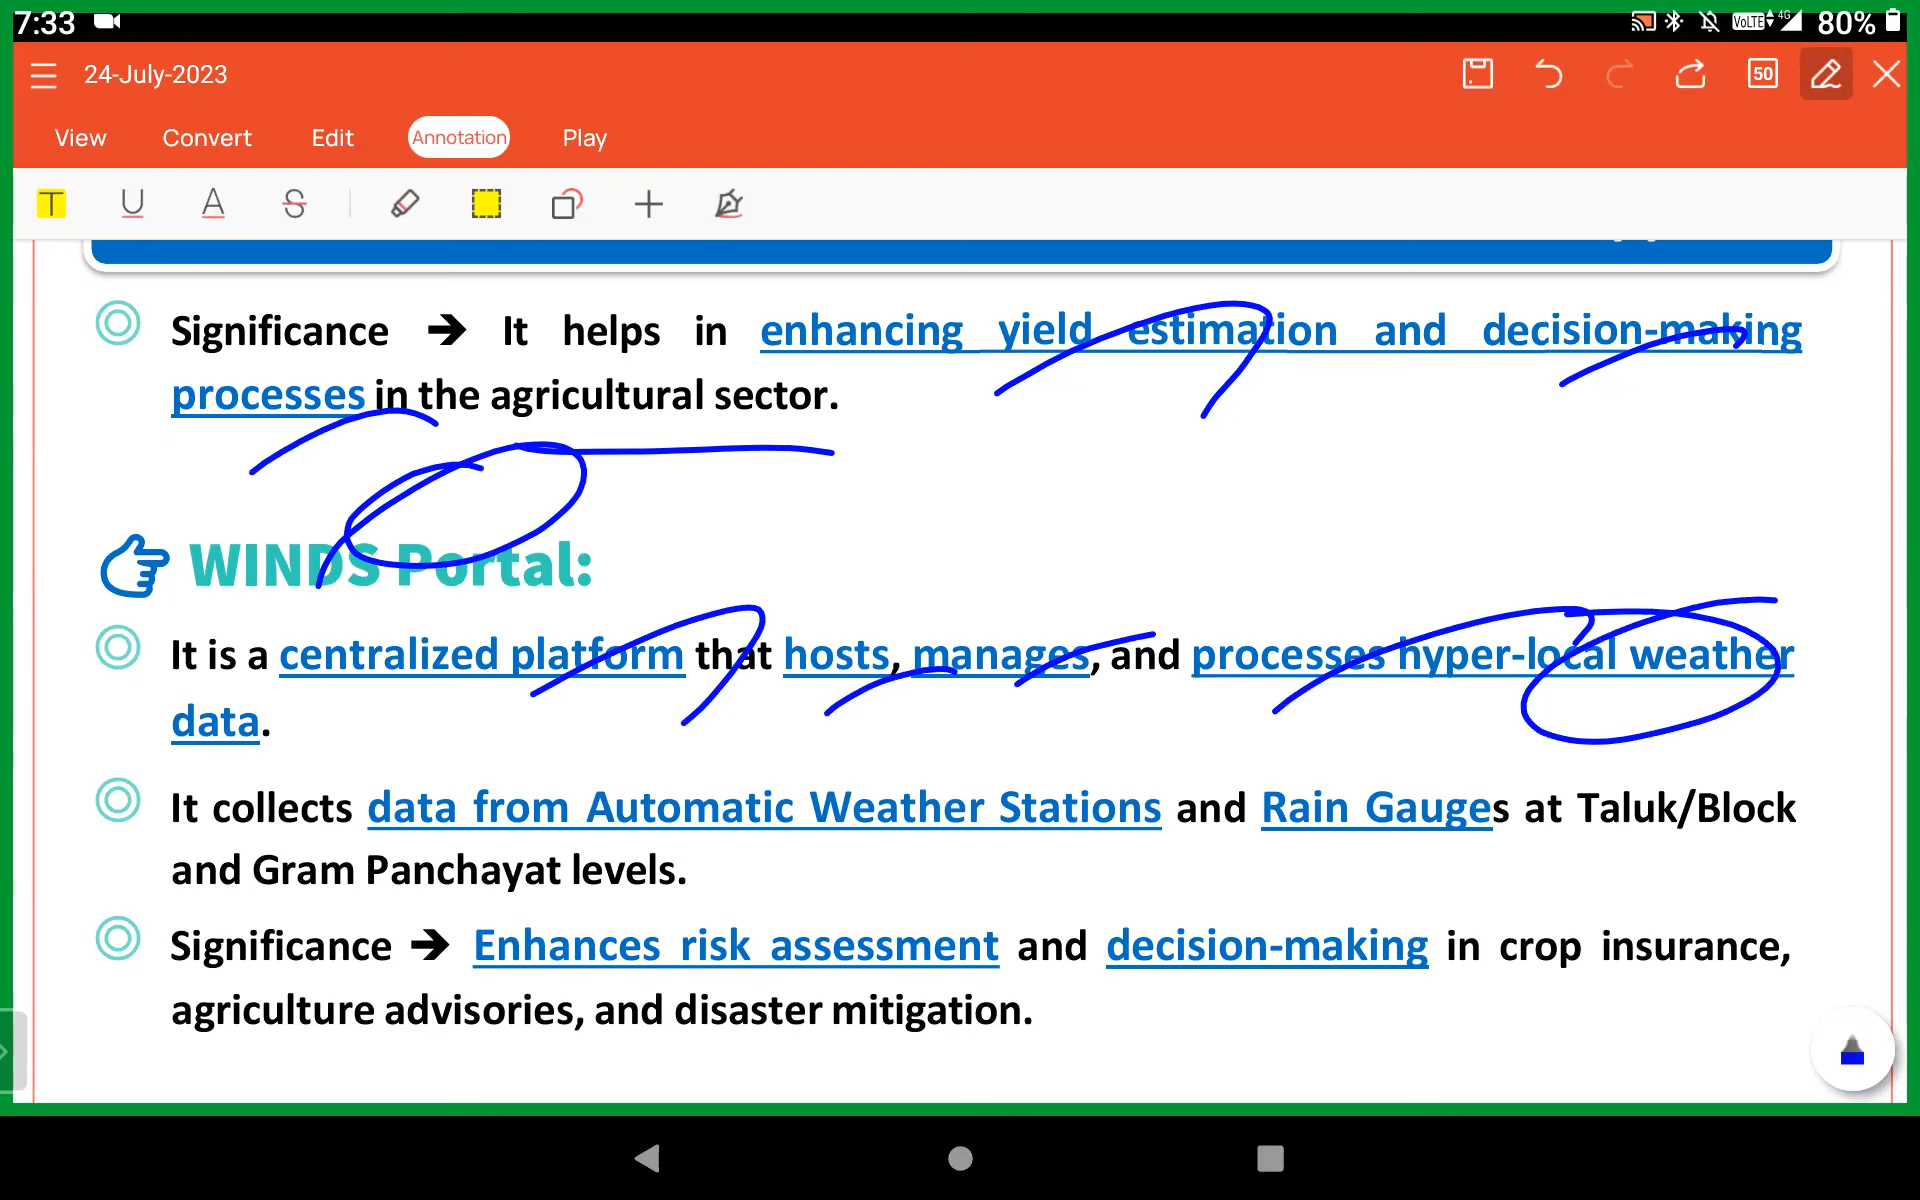 7:33
VoLTE 4G 80%
24-July-2023
50
View Convert Edit Annotation Play
T U A S
Significance ➔ It helps in enhancing yield estimation and decision-making
processes in the agricultural sector.
WINDS Portal:
It is a centralized platform that hosts, manages, and processes hyper-local weather
data.
It collects data from Automatic Weather Stations and Rain Gauges at Taluk/Block
and Gram Panchayat levels.
Significance ➔ Enhances risk assessment and decision-making in crop insurance,
agriculture advisories, and disaster mitigation.